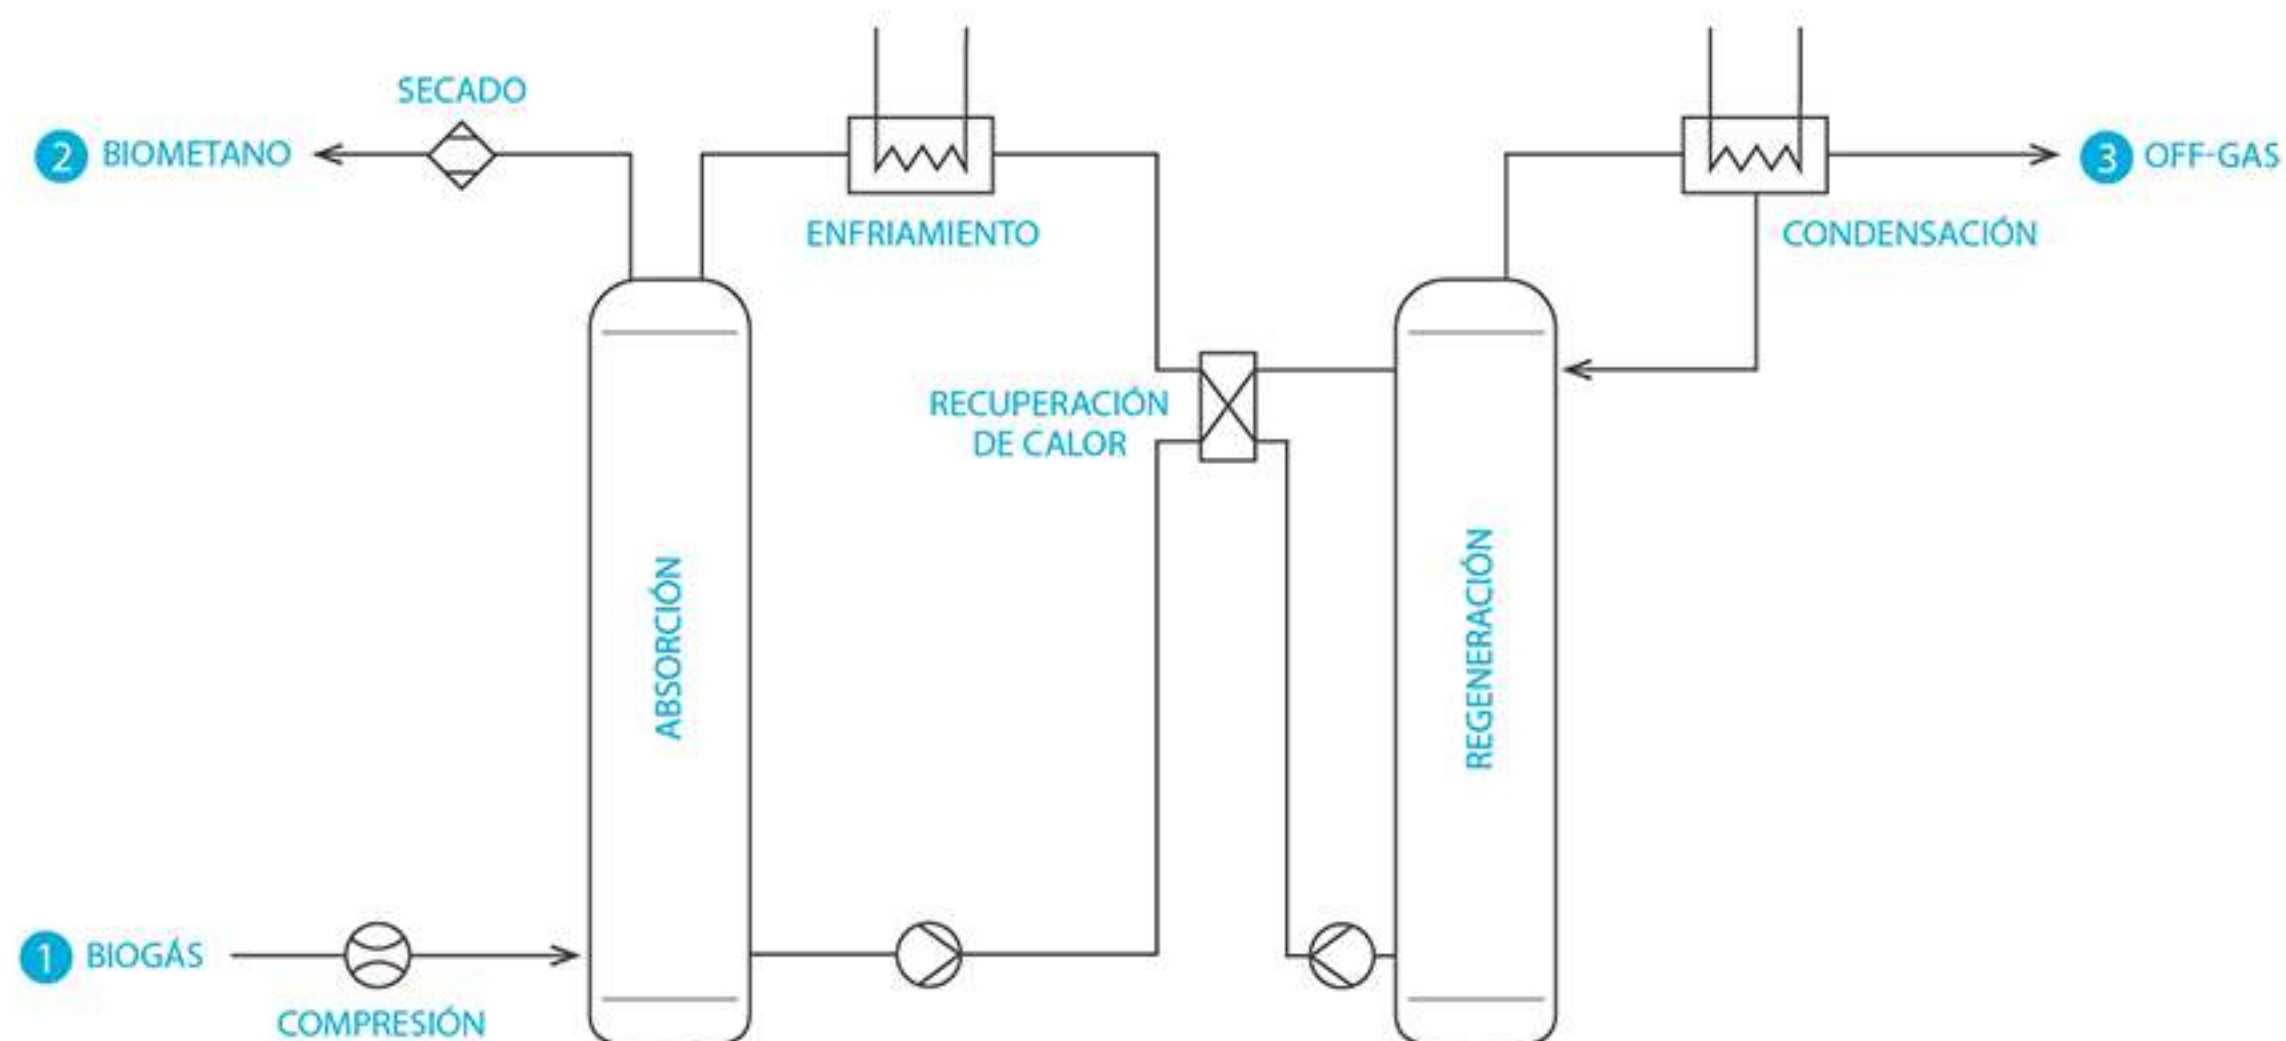 SECADO
2 BIOMETANO
ENFRIAMIENTO
CONDENSACIÓN
3 OFF-GAS
RECUPERACIÓN
DE CALOR
ABSORCIÓN
REGENERACIÓN
1 BIOGÁS
COMPRESIÓN